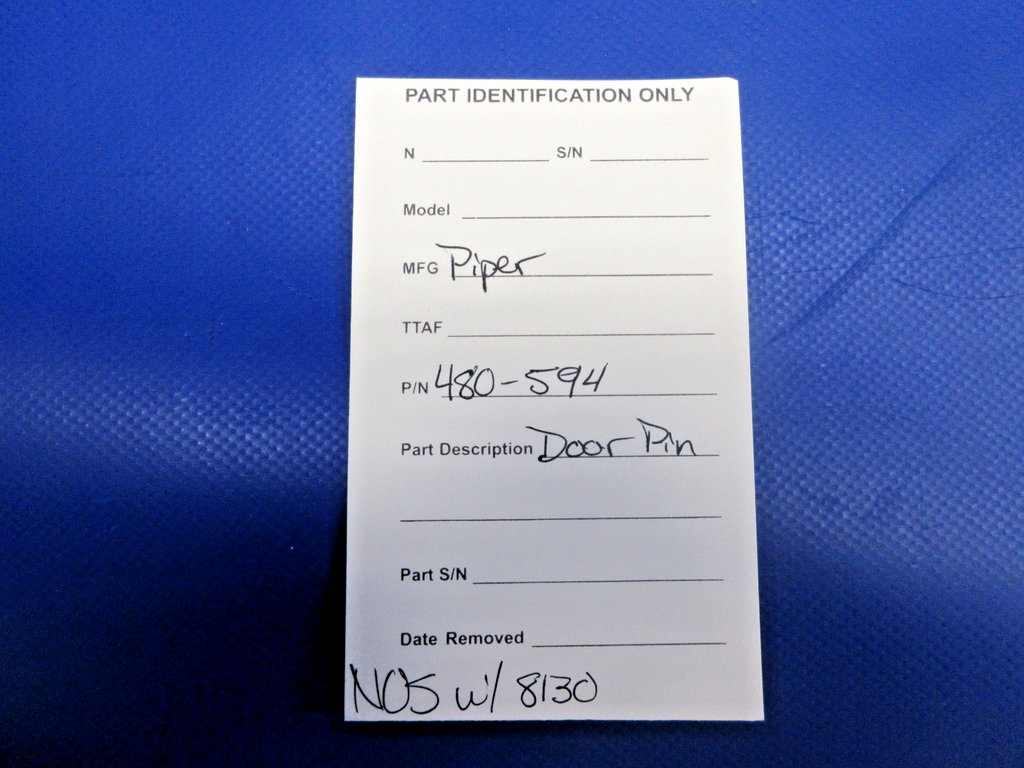 PART IDENTIFICATION ONLY
N S/N
Model
MFG Piper
TTAF
P/N 480-594
Part Description Door Pin
Part S/N
Date Removed
NOS w/ 8130